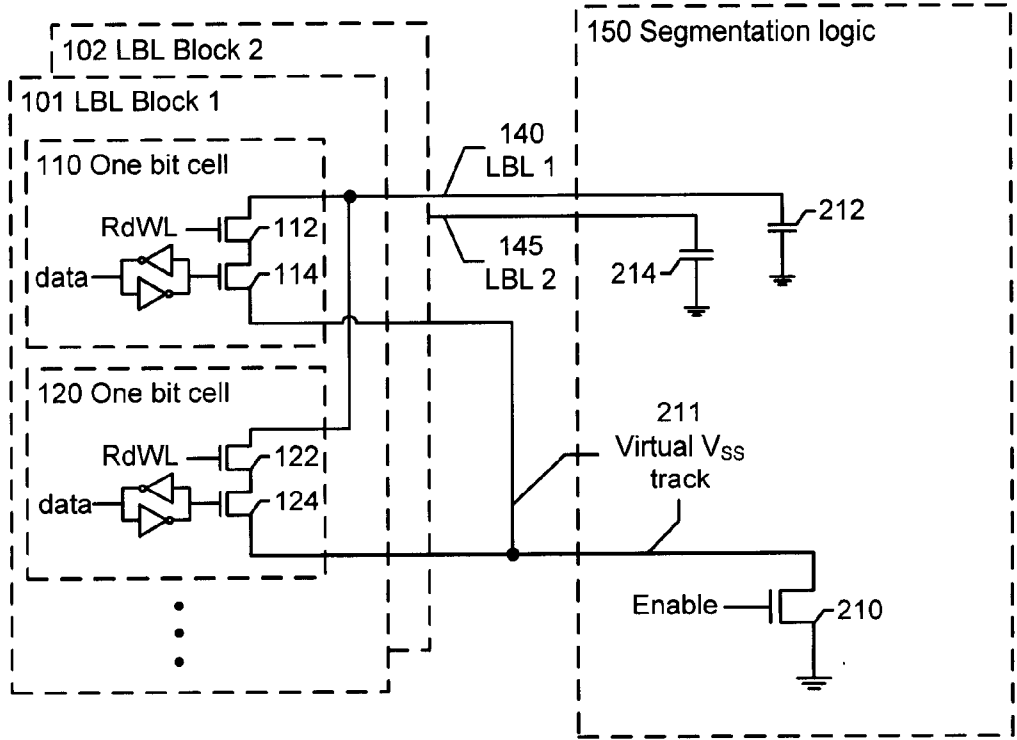 150 Segmentation logic
102 LBL Block 2
101 LBL Block 1
110 One bit cell
RdWL
112
data
114
140
LBL 1
145
LBL 2
212
214
120 One bit cell
RdWL
122
data
124
211
Virtual VSS
track
Enable
210